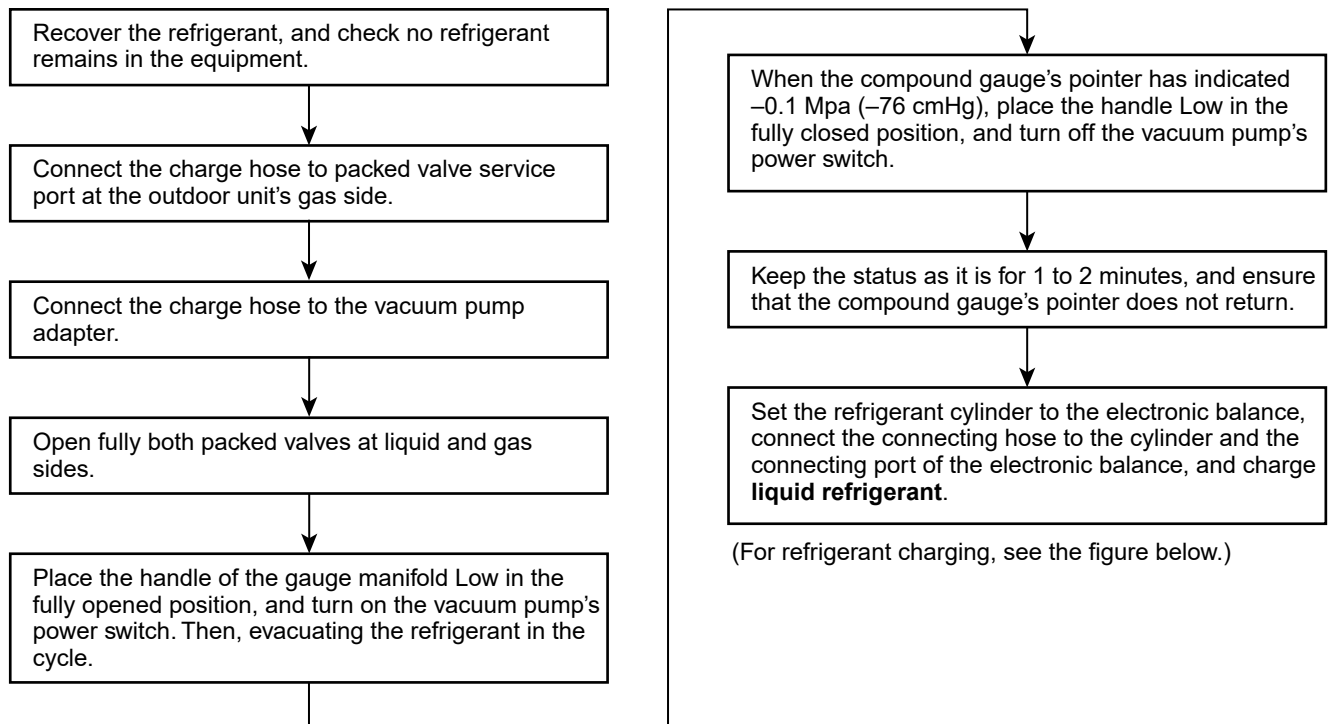 Recover the refrigerant, and check no refrigerant
remains in the equipment.
Connect the charge hose to packed valve service
port at the outdoor unit's gas side.
Connect the charge hose to the vacuum pump
adapter.
Open fully both packed valves at liquid and gas
sides.
Place the handle of the gauge manifold Low in the
fully opened position, and turn on the vacuum pump's
power switch. Then, evacuating the refrigerant in the
cycle.
When the compound gauge's pointer has indicated
–0.1 Mpa (–76 cmHg), place the handle Low in the
fully closed position, and turn off the vacuum pump's
power switch.
Keep the status as it is for 1 to 2 minutes, and ensure
that the compound gauge's pointer does not return.
Set the refrigerant cylinder to the electronic balance,
connect the connecting hose to the cylinder and the
connecting port of the electronic balance, and charge
liquid refrigerant.
(For refrigerant charging, see the figure below.)